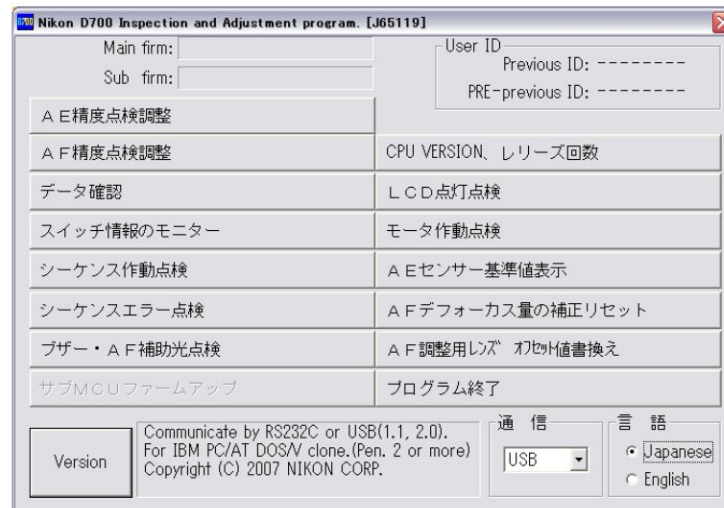 D700 Nikon D700 Inspection and Adjustment program. [J65119]
Main firm:
Sub firm:
User ID
Previous ID: --------
PRE-previous ID: --------
ＡＥ精度点検調整
ＡＦ精度点検調整
CPU VERSION、レリーズ回数
データ確認
ＬＣＤ点灯点検
スイッチ情報のモニター
モータ作動点検
シーケンス作動点検
ＡＥセンサー基準値表示
シーケンスエラー点検
ＡＦデフォーカス量の補正リセット
ブザー・ＡＦ補助光点検
ＡＦ調整用ﾚﾝｽﾞ ｵﾌｾｯﾄ値書換え
サブＭＣＵファームアップ
プログラム終了
Version
Communicate by RS232C or USB(1.1, 2.0).
For IBM PC/AT DOS/V clone.(Pen. 2 or more)
Copyright (C) 2007 NIKON CORP.
通 信
USB
言 語
Japanese
English